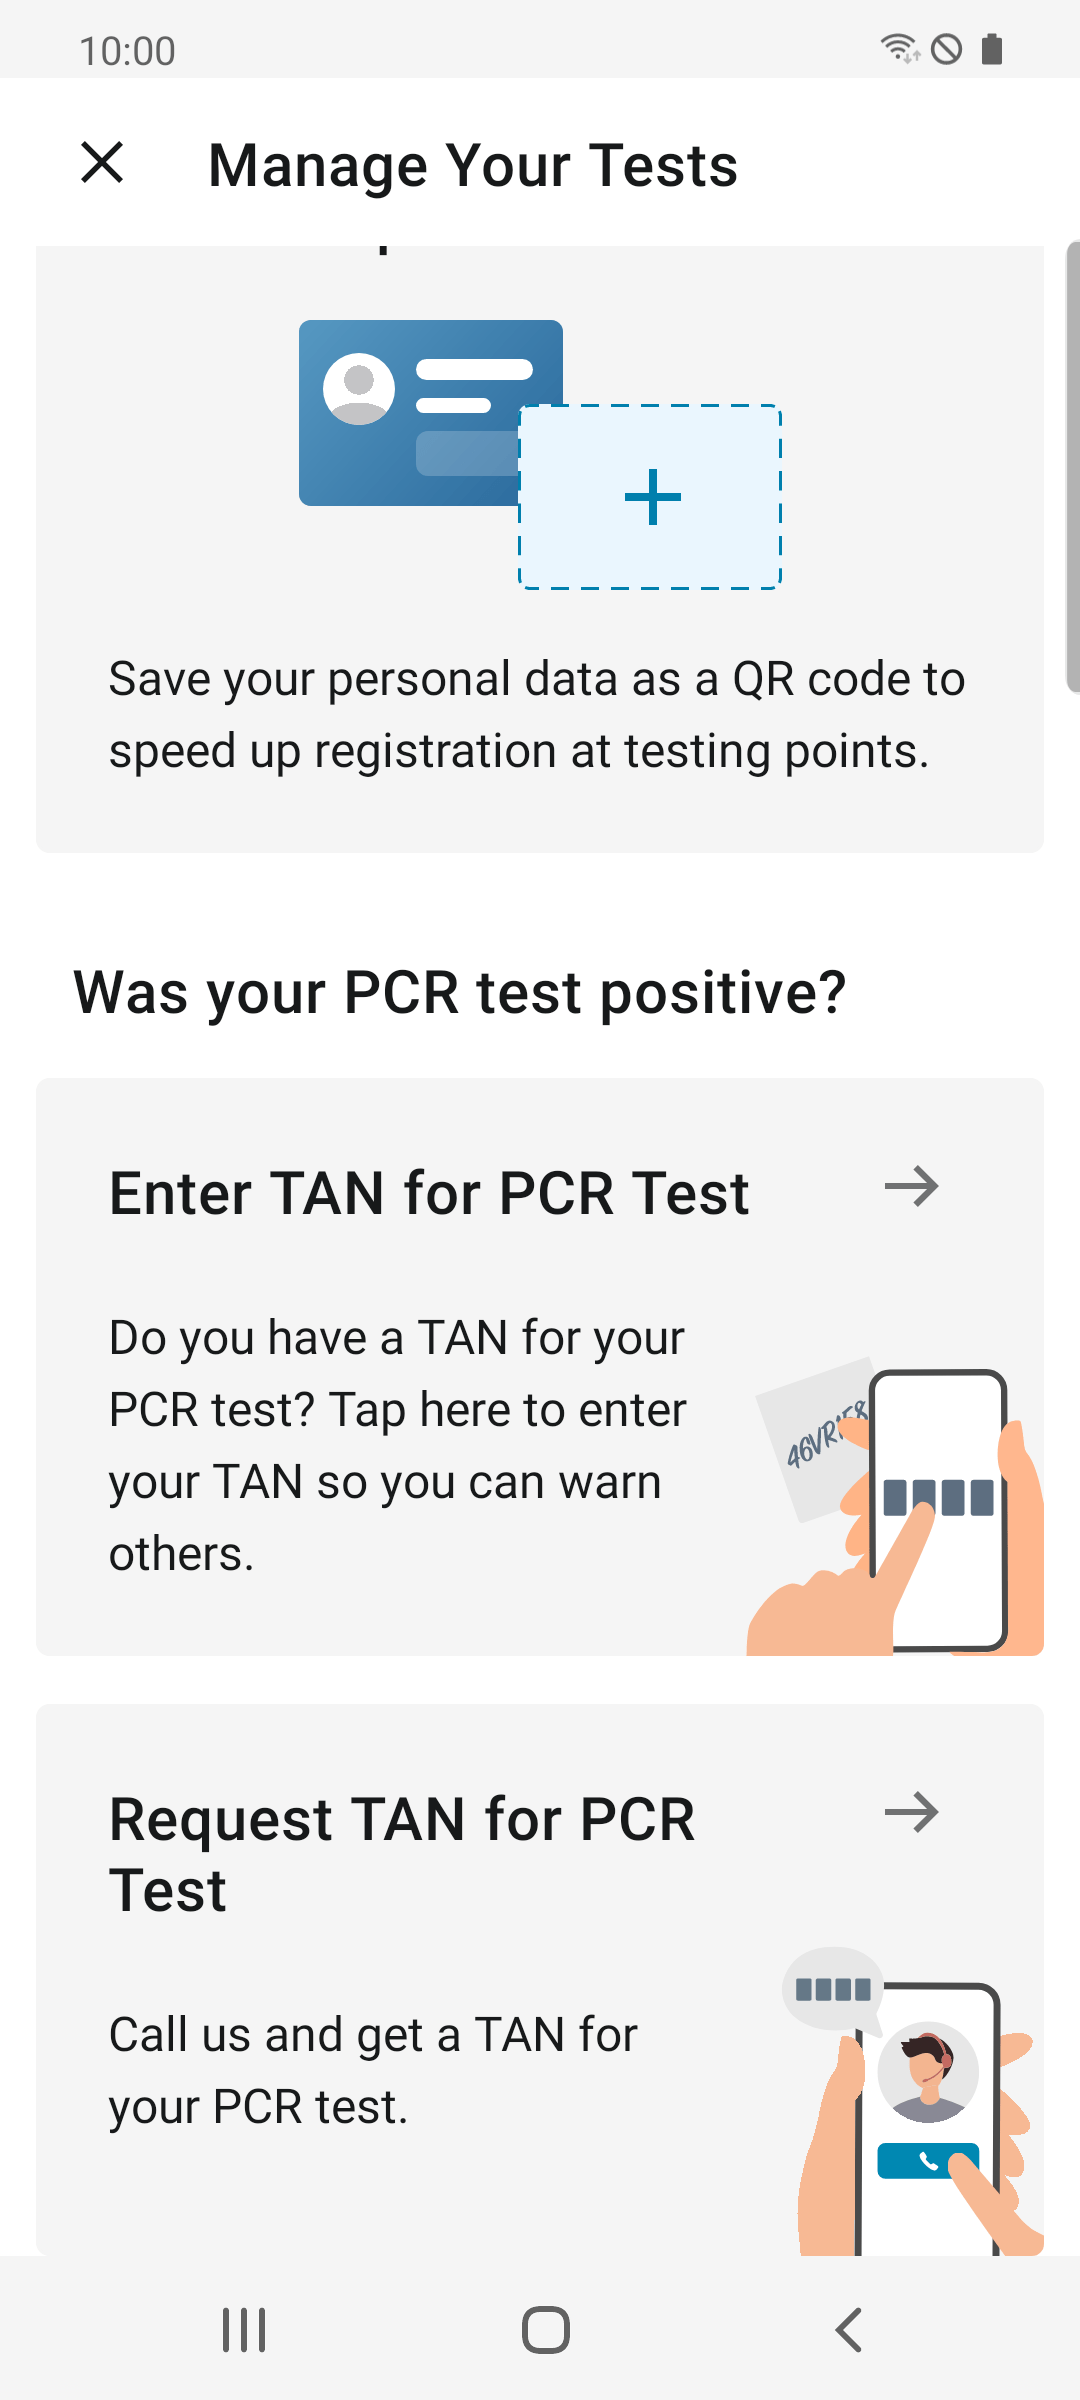 10:00
Manage Your Tests
Save your personal data as a QR code to
speed up registration at testing points.
Was your PCR test positive?
Enter TAN for PCR Test
Do you have a TAN for your
PCR test? Tap here to enter
your TAN so you can warn
others.
Request TAN for PCR
Test
Call us and get a TAN for
your PCR test.